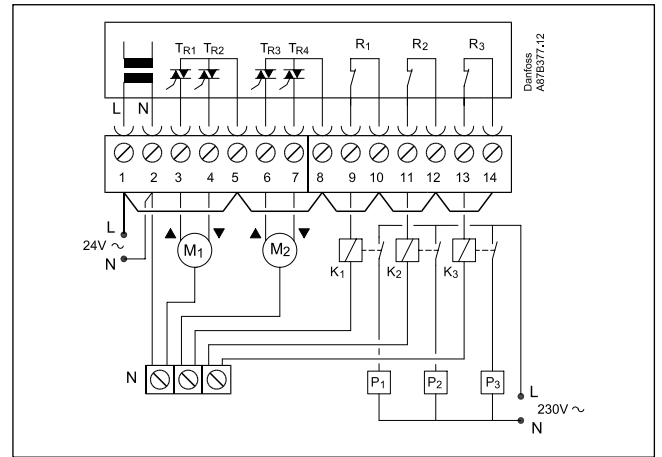 TR1 TR2 TR3 TR4 R1 R2 R3
Danfoss
A87B377.12
L N
1 2 3 4 5 6 7 8 9 10 11 12 13 14
L
24V ~
N
▲ M1 ▼ ▲ M2 ▼
K1 K2 K3
N
P1 P2 P3
L
230V ~
N